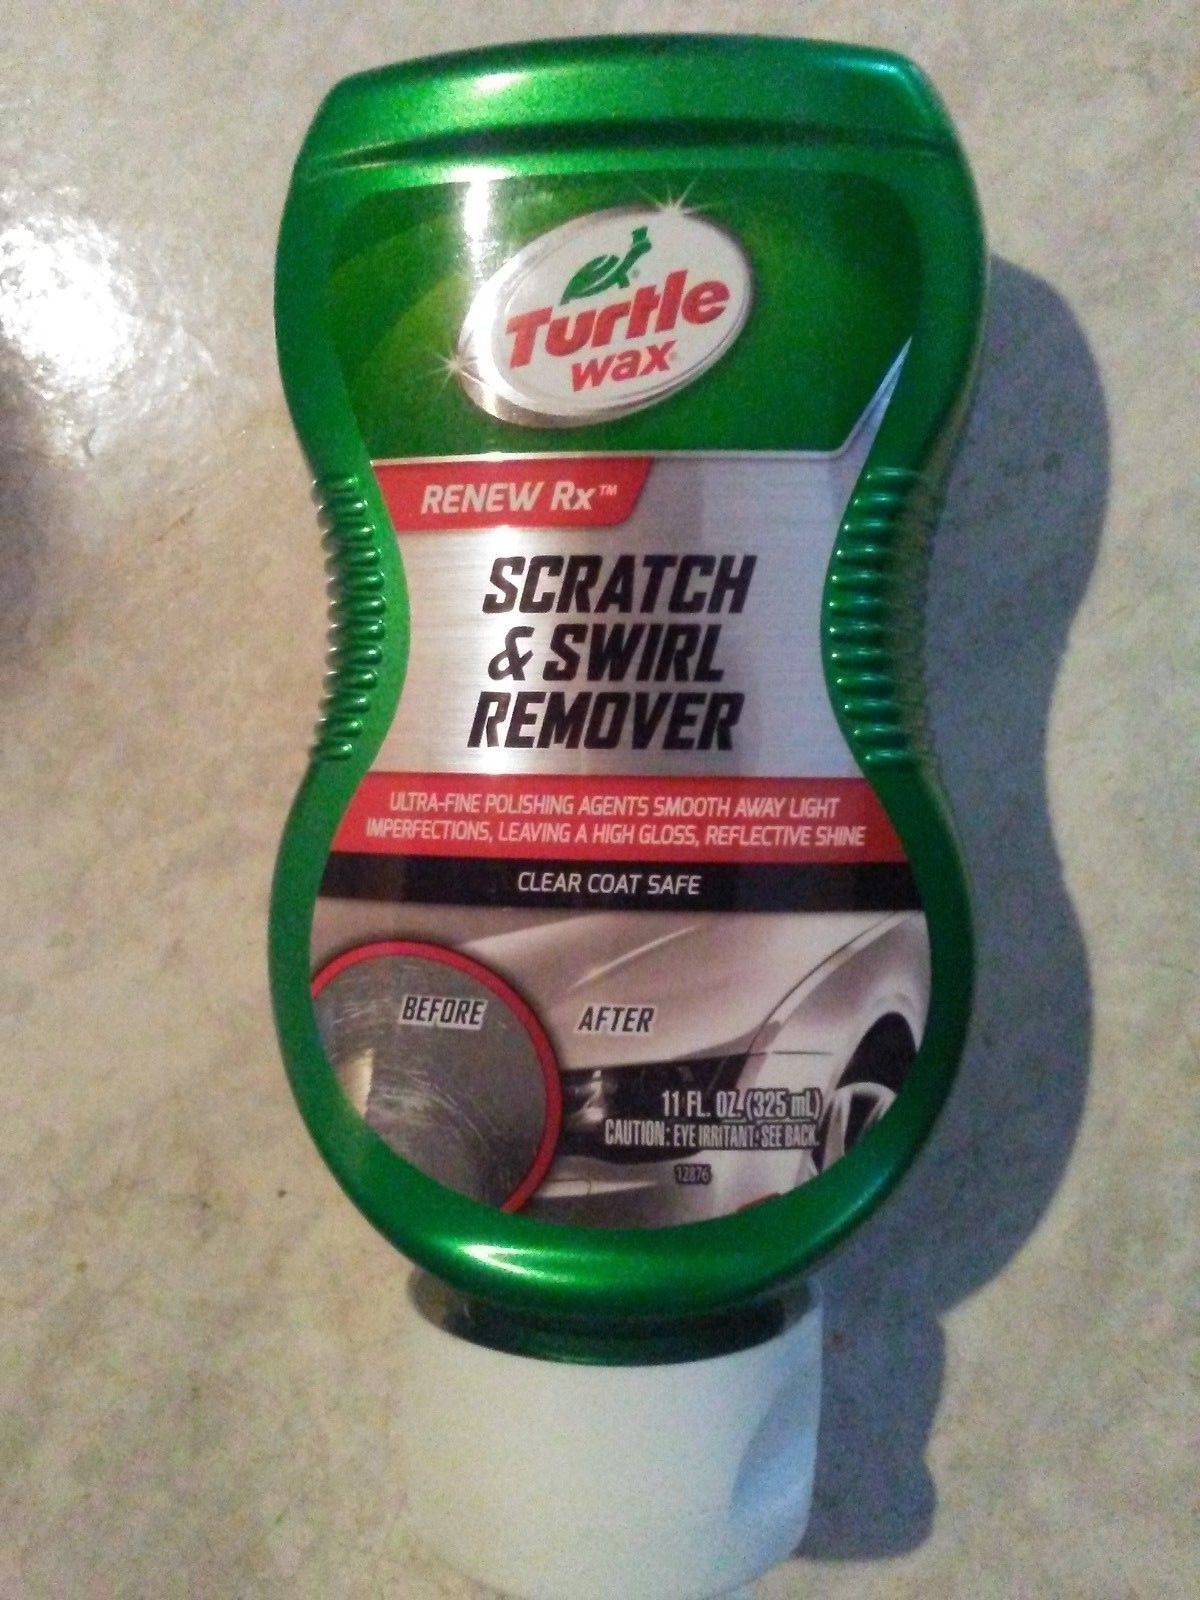 Turtle
wax®
RENEW Rx™
SCRATCH
& SWIRL
REMOVER
ULTRA-FINE POLISHING AGENTS SMOOTH AWAY LIGHT
IMPERFECTIONS, LEAVING A HIGH GLOSS, REFLECTIVE SHINE
CLEAR COAT SAFE
BEFORE
AFTER
11 FL. OZ. (325 mL)
CAUTION: EYE IRRITANT. SEE BACK.
12876